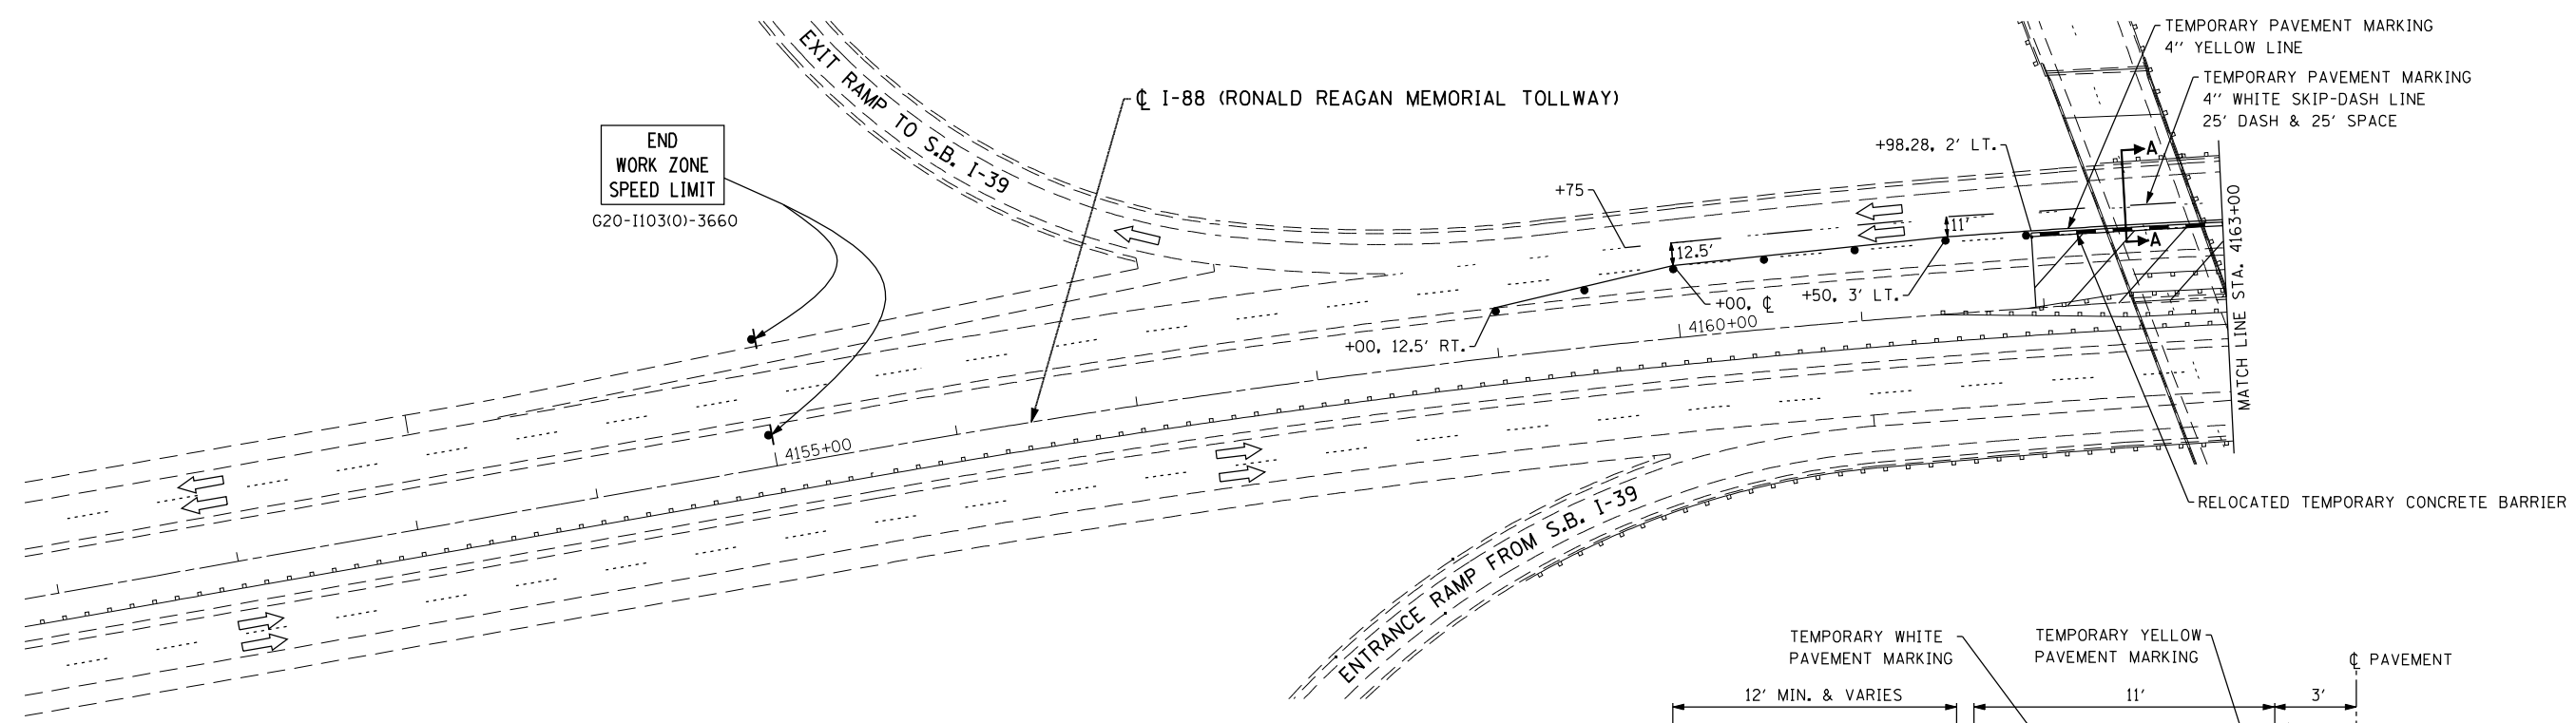 TEMPORARY PAVEMENT MARKING
4'' YELLOW LINE
TEMPORARY PAVEMENT MARKING
4'' WHITE SKIP-DASH LINE
25' DASH & 25' SPACE
EXIT RAMP TO S.B. I-39
℄ I-88 (RONALD REAGAN MEMORIAL TOLLWAY)
END
WORK ZONE
SPEED LIMIT
G20-I103(0)-3660
+98.28, 2' LT.
A
A
+75
11'
12.5'
+00, ℄
+50, 3' LT.
+00, 12.5' RT.
4160+00
4155+00
MATCH LINE STA. 4163+00
RELOCATED TEMPORARY CONCRETE BARRIER
ENTRANCE RAMP FROM S.B. I-39
TEMPORARY WHITE
PAVEMENT MARKING
TEMPORARY YELLOW
PAVEMENT MARKING
℄ PAVEMENT
12' MIN. & VARIES
11'
3'